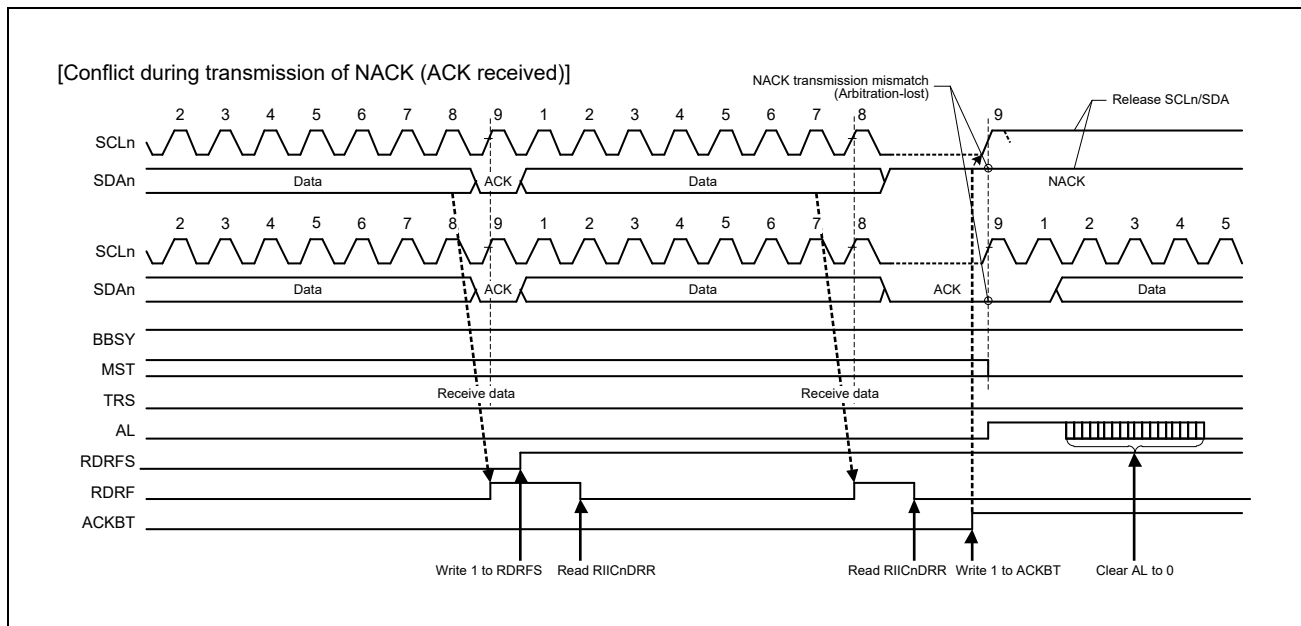 [Conflict during transmission of NACK (ACK received)]
NACK transmission mismatch
(Arbitration-lost)
Release SCLn/SDA
2 3 4 5 6 7 8 9 1 2 3 4 5 6 7 8 9
SCLn
SDAn Data ACK Data NACK
2 3 4 5 6 7 8 9 1 2 3 4 5 6 7 8 9 1 2 3 4 5
SCLn
SDAn Data ACK Data ACK Data
BBSY
MST
Receive data Receive data
TRS
AL
RDRFS
RDRF
ACKBT
Write 1 to RDRFS Read RIICnDRR Read RIICnDRR Write 1 to ACKBT Clear AL to 0